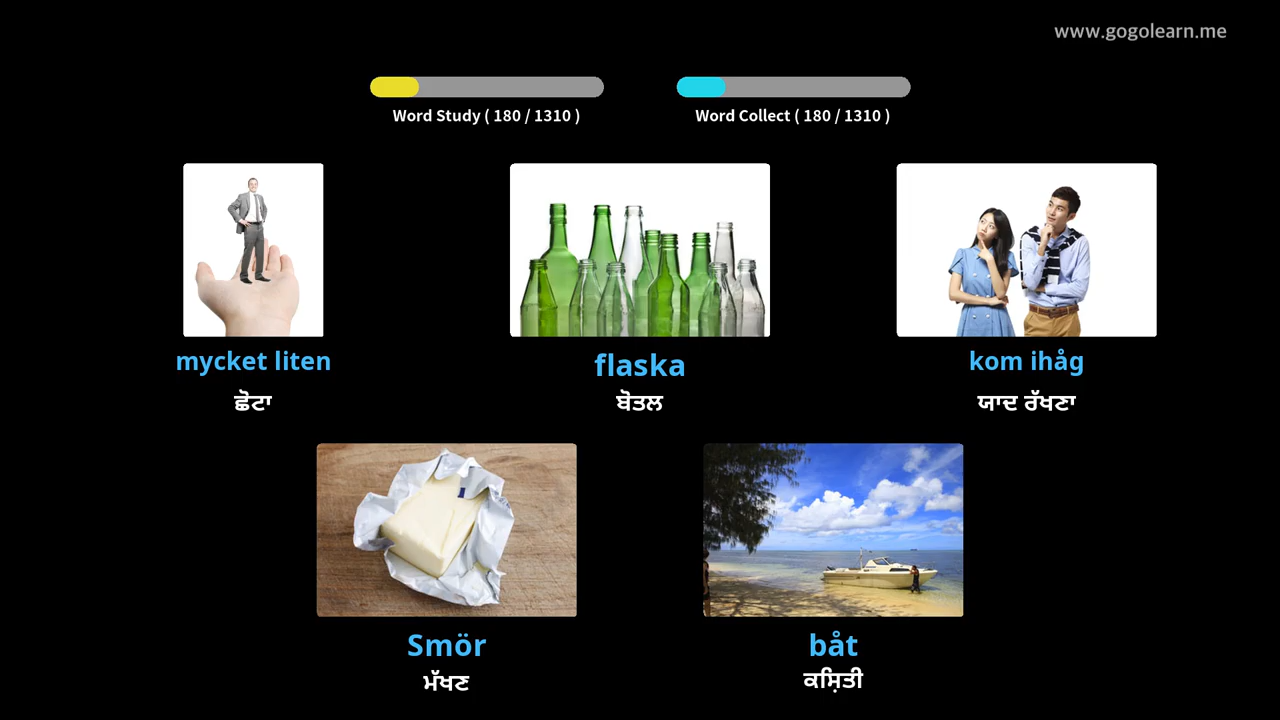 www.gogolearn.me
Word Study ( 180 / 1310 )
Word Collect ( 180 / 1310 )
mycket liten
ਛੋਟਾ
flaska
ਬੋਤਲ
kom ihåg
ਯਾਦ ਰੱਖਣਾ
Smör
ਮੱਖਣ
båt
ਕਸ਼ਿਤੀ